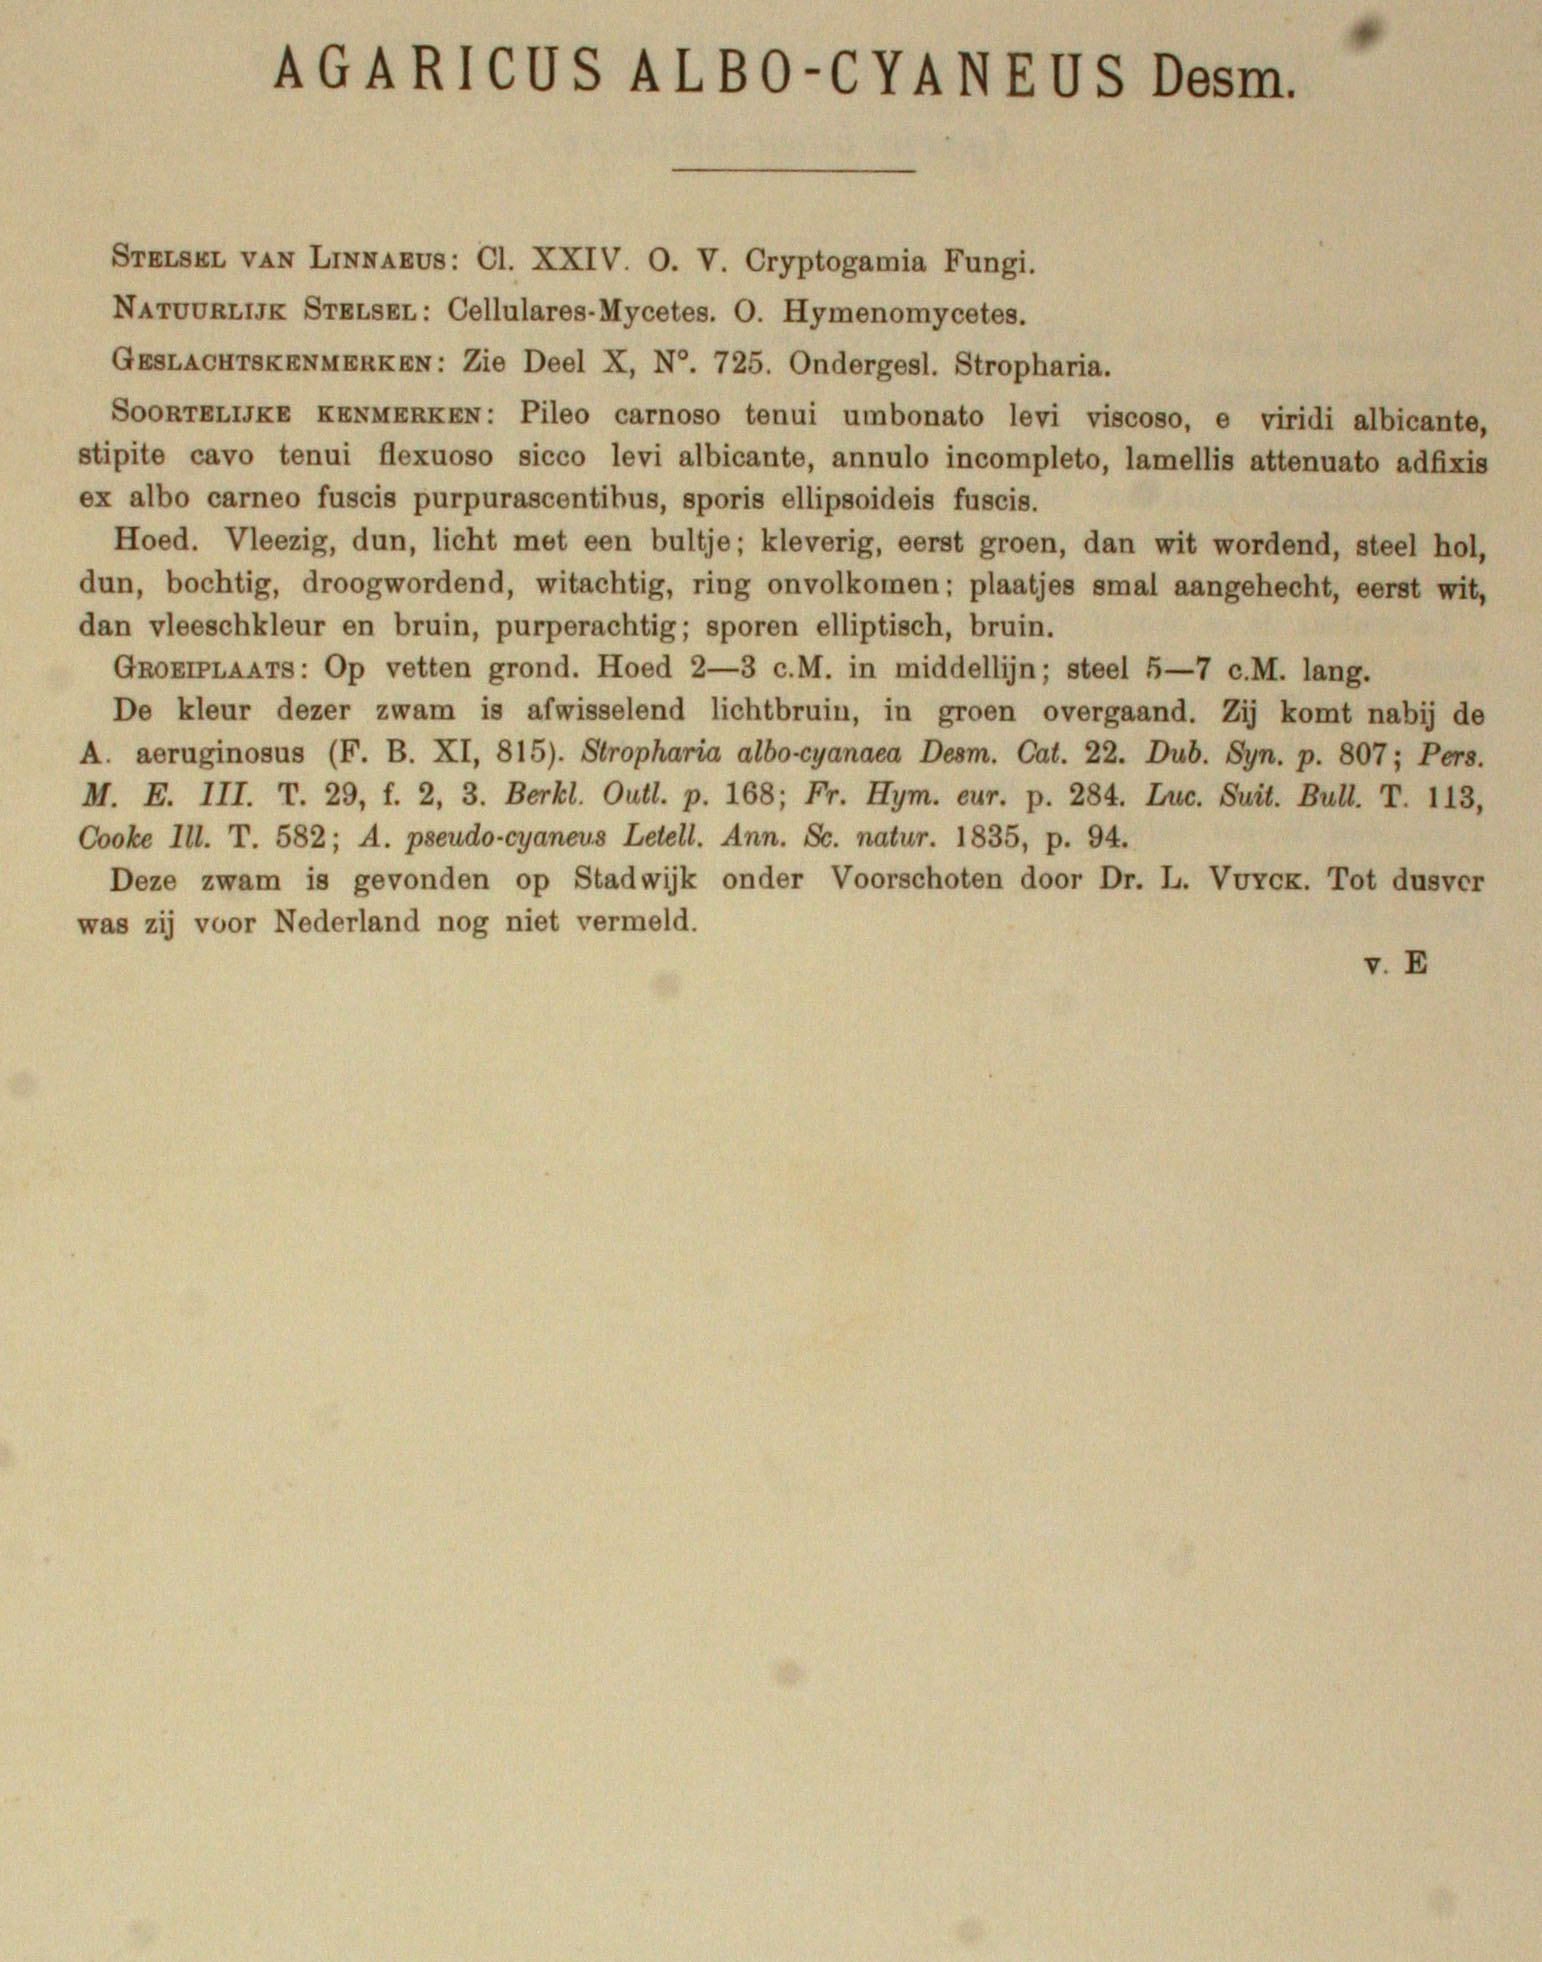 AGARICUS ALBO-CYANEUS Desm.
Stelsel van Linnaeus: Cl. XXIV. O. V. Cryptogamia Fungi.
Natuurlijk Stelsel: Cellulares-Mycetes. O. Hymenomycetes.
Geslachtskenmerken: Zie Deel X, N°. 725. Ondergesl. Stropharia.
Soortelijke kenmerken: Pileo carnoso tenui umbonato levi viscoso, e viridi albicante,
stipite cavo tenui flexuoso sicco levi albicante, annulo incompleto, lamellis attenuato adfixis
ex albo carneo fuscis purpurascentibus, sporis ellipsoideis fuscis.
Hoed. Vleezig, dun, licht met een bultje; kleverig, eerst groen, dan wit wordend, steel hol,
dun, bochtig, droogwordend, witachtig, ring onvolkomen; plaatjes smal aangehecht, eerst wit,
dan vleeschkleur en bruin, purperachtig; sporen elliptisch, bruin.
Groeiplaats: Op vetten grond. Hoed 2—3 c.M. in middellijn; steel 5—7 c.M. lang.
De kleur dezer zwam is afwisselend lichtbruin, in groen overgaand. Zij komt nabij de
A. aeruginosus (F. B. XI, 815). Stropharia albo-cyanaea Desm. Cat. 22. Dub. Syn. p. 807; Pers.
M. E. III. T. 29, f. 2, 3. Berkl. Outl. p. 168; Fr. Hym. eur. p. 284. Luc. Suit. Bull. T. 113,
Cooke Ill. T. 582; A. pseudo-cyaneus Letell. Ann. Sc. natur. 1835, p. 94.
Deze zwam is gevonden op Stadwijk onder Voorschoten door Dr. L. Vuyck. Tot dusver
was zij voor Nederland nog niet vermeld.
v. E